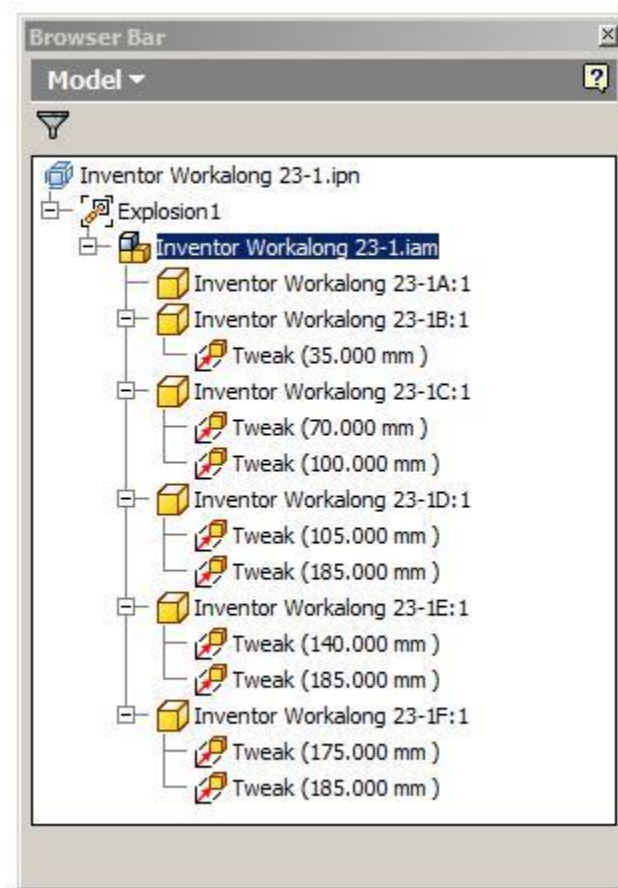 Browser Bar
Model
Inventor Workalong 23-1.ipn
Explosion1
Inventor Workalong 23-1.iam
Inventor Workalong 23-1A:1
Inventor Workalong 23-1B:1
Tweak (35.000 mm )
Inventor Workalong 23-1C:1
Tweak (70.000 mm )
Tweak (100.000 mm )
Inventor Workalong 23-1D:1
Tweak (105.000 mm )
Tweak (185.000 mm )
Inventor Workalong 23-1E:1
Tweak (140.000 mm )
Tweak (185.000 mm )
Inventor Workalong 23-1F:1
Tweak (175.000 mm )
Tweak (185.000 mm )